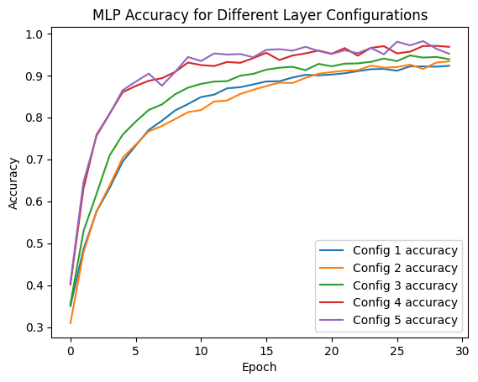 MLP Accuracy for Different Layer Configurations
1.0
0.9
0.8
0.7
0.6
0.5
0.4
0.3
Accuracy
0 5 10 15 20 25 30
Epoch
Config 1 accuracy
Config 2 accuracy
Config 3 accuracy
Config 4 accuracy
Config 5 accuracy